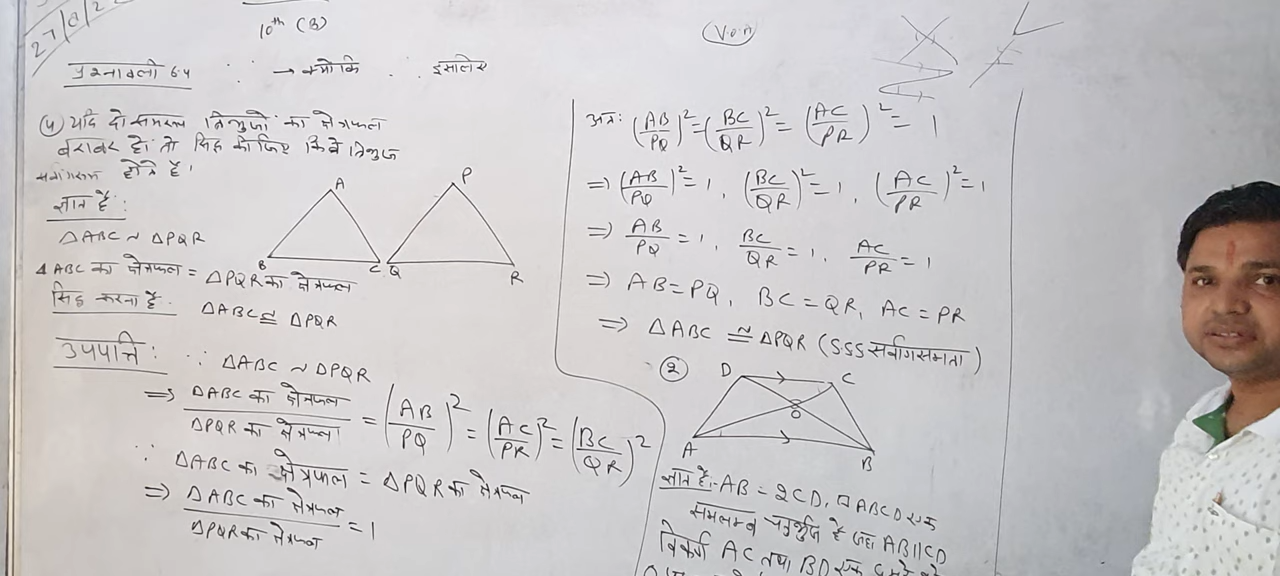 27/8/22
10th (B)
प्रश्नावली 6.4 ∵ → क्योंकि ∴ इसलिए
(4) यदि दो समरूप त्रिभुजों का क्षेत्रफल
बराबर हो तो सिद्ध कीजिए कि वे त्रिभुज
सर्वांगसम होते हैं।
ज्ञात है:
△ABC ~ △PQR
△ABC का क्षेत्रफल = △PQR का क्षेत्रफल
सिद्ध करना है. △ABC ≅ △PQR
A
B C
P
Q R
उपपत्ति: ∵ △ABC ~ △PQR
⇒ △ABC का क्षेत्रफल / △PQR का क्षेत्रफल = (AB/PQ)² = (AC/PR)² = (BC/QR)²
∵ △ABC का क्षेत्रफल = △PQR का क्षेत्रफल
⇒ △ABC का क्षेत्रफल / △PQR का क्षेत्रफल = 1
अतः (AB/PQ)² = (BC/QR)² = (AC/PR)² = 1
⇒ (AB/PQ)² = 1, (BC/QR)² = 1, (AC/PR)² = 1
⇒ AB/PQ = 1, BC/QR = 1, AC/PR = 1
⇒ AB = PQ, BC = QR, AC = PR
⇒ △ABC ≅ △PQR (S.S.S सर्वांगसमता)
(2)
D C
O
A B
ज्ञात है:- AB = 2CD, □ABCD एक
समलम्ब चतुर्भुज है जहाँ AB||CD
विकर्ण AC तथा BD एक दूसरे को